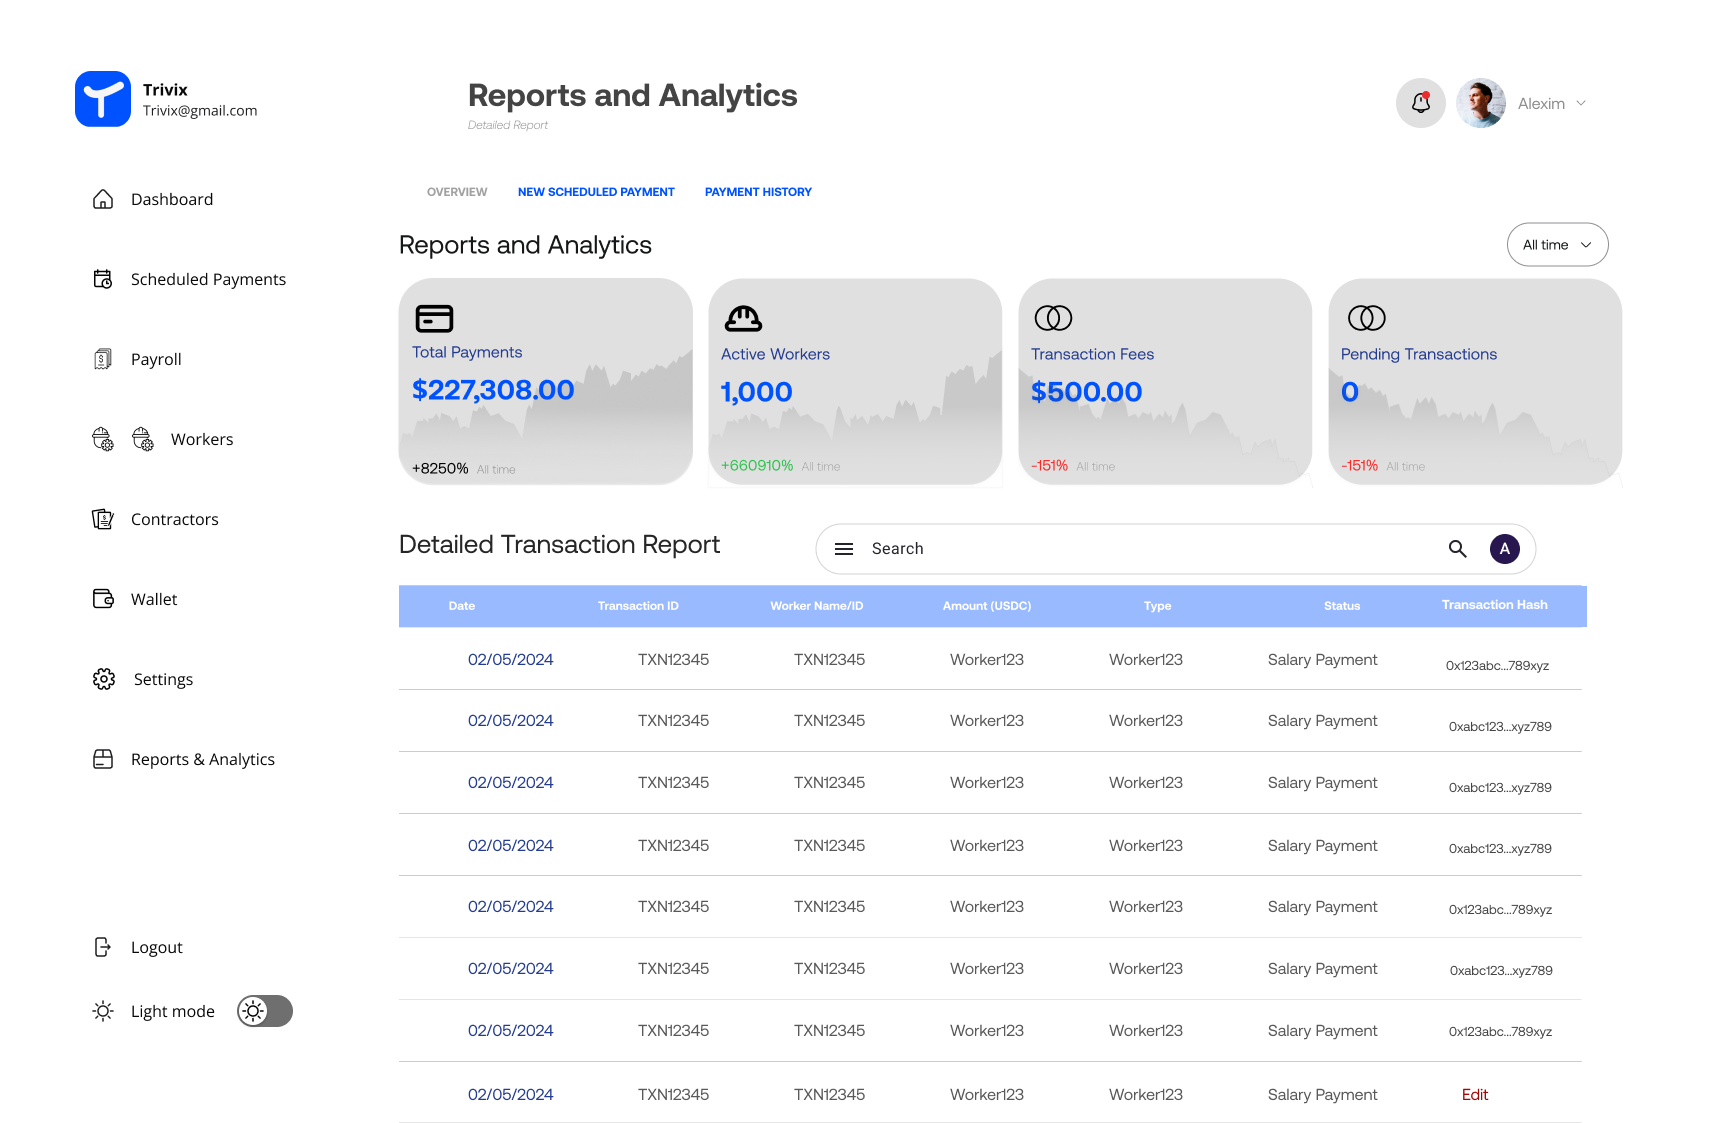 Trivix
Trivix@gmail.com
Reports and Analytics
Detailed Report
Alexim
Dashboard
Scheduled Payments
Payroll
Workers
Contractors
Wallet
Settings
Reports & Analytics
Logout
Light mode
OVERVIEW NEW SCHEDULED PAYMENT PAYMENT HISTORY
Reports and Analytics
All time
Total Payments
$227,308.00
+8250% All time
Active Workers
1,000
+660910% All time
Transaction Fees
$500.00
-151% All time
Pending Transactions
0
-151% All time
Detailed Transaction Report
Search
A
Date Transaction ID Worker Name/ID Amount (USDC) Type Status Transaction Hash
02/05/2024 TXN12345 TXN12345 Worker123 Worker123 Salary Payment 0x123abc...789xyz
02/05/2024 TXN12345 TXN12345 Worker123 Worker123 Salary Payment 0xabc123...xyz789
02/05/2024 TXN12345 TXN12345 Worker123 Worker123 Salary Payment 0xabc123...xyz789
02/05/2024 TXN12345 TXN12345 Worker123 Worker123 Salary Payment 0xabc123...xyz789
02/05/2024 TXN12345 TXN12345 Worker123 Worker123 Salary Payment 0x123abc...789xyz
02/05/2024 TXN12345 TXN12345 Worker123 Worker123 Salary Payment 0xabc123...xyz789
02/05/2024 TXN12345 TXN12345 Worker123 Worker123 Salary Payment 0x123abc...789xyz
02/05/2024 TXN12345 TXN12345 Worker123 Worker123 Salary Payment Edit